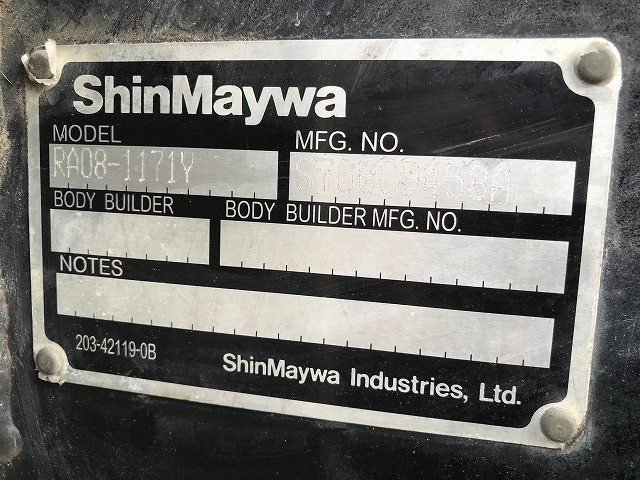 ShinMaywa
MODEL MFG. NO.
RA08-1171Y
BODY BUILDER BODY BUILDER MFG. NO.
NOTES
203-42119-0B
ShinMaywa Industries, Ltd.